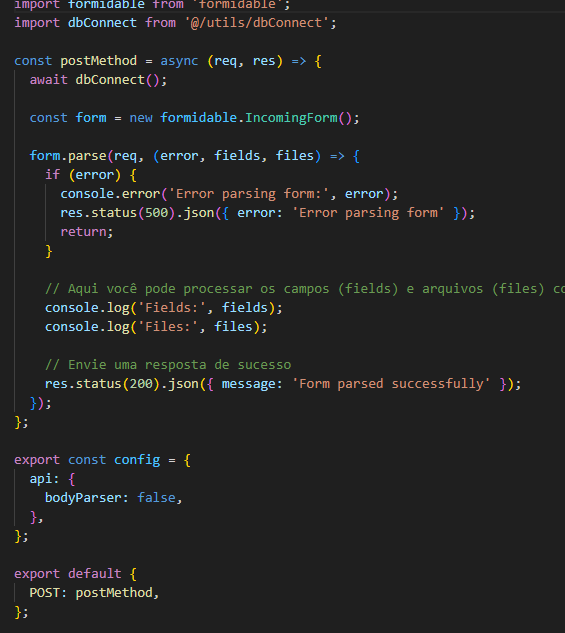 import formidable from 'formidable';
import dbConnect from '@/utils/dbConnect';
const postMethod = async (req, res) => {
  await dbConnect();
  const form = new formidable.IncomingForm();
  form.parse(req, (error, fields, files) => {
    if (error) {
      console.error('Error parsing form:', error);
      res.status(500).json({ error: 'Error parsing form' });
      return;
    }
    // Aqui você pode processar os campos (fields) e arquivos (files)
    console.log('Fields:', fields);
    console.log('Files:', files);
    // Envie uma resposta de sucesso
    res.status(200).json({ message: 'Form parsed successfully' });
  });
};
export const config = {
  api: {
    bodyParser: false,
  },
};
export default {
  POST: postMethod,
};